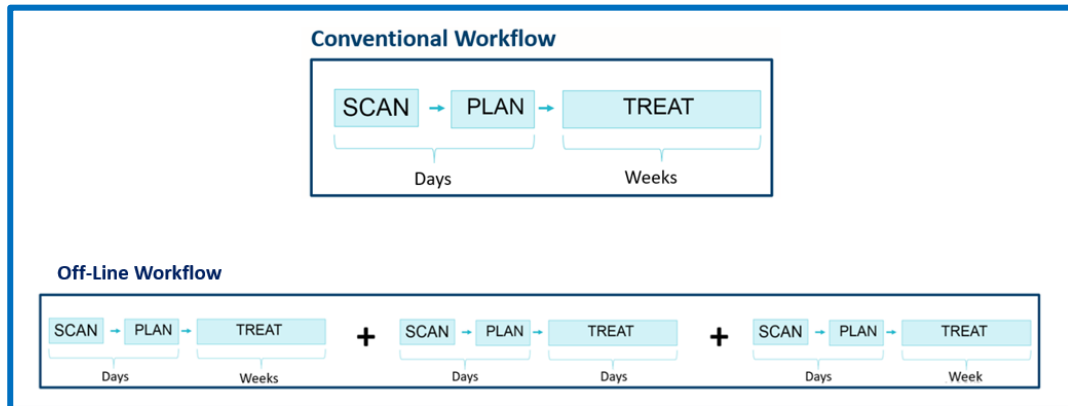 Conventional Workflow
SCAN → PLAN → TREAT
Days Weeks
Off-Line Workflow
SCAN → PLAN → TREAT + SCAN → PLAN → TREAT + SCAN → PLAN → TREAT
Days Weeks Days Days Days Week